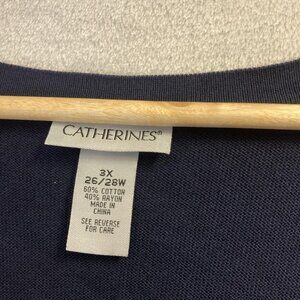 CATHERINES®
3X
26/28W
60% COTTON
40% RAYON
MADE IN
CHINA
SEE REVERSE
FOR CARE